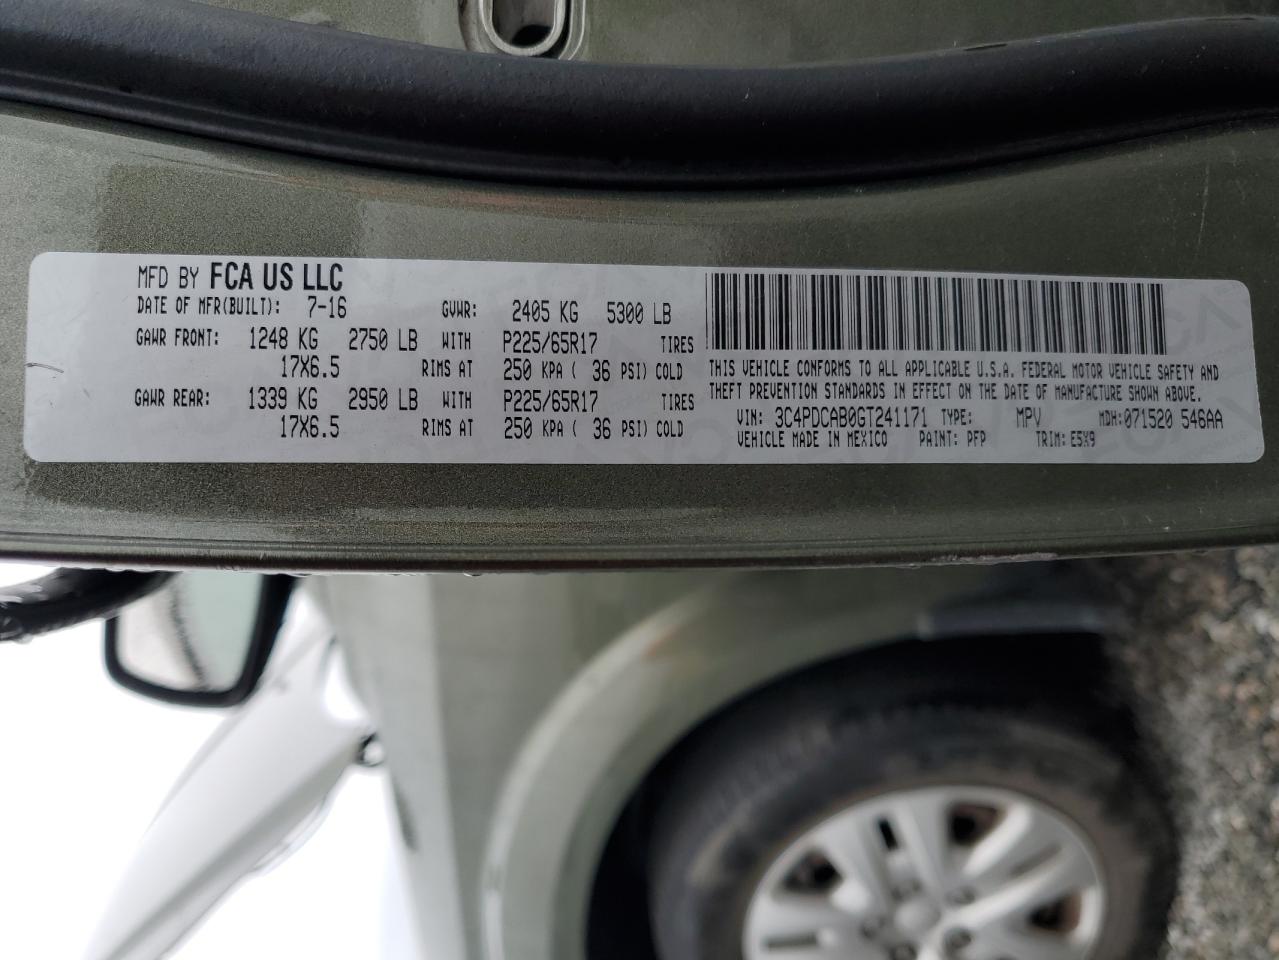 MFD BY FCA US LLC
DATE OF MFR(BUILT): 7-16 GVWR: 2405 KG 5300 LB
GAWR FRONT: 1248 KG 2750 LB WITH P225/65R17 TIRES
17X6.5 RIMS AT 250 KPA ( 36 PSI) COLD
GAWR REAR: 1339 KG 2950 LB WITH P225/65R17 TIRES
17X6.5 RIMS AT 250 KPA ( 36 PSI) COLD
THIS VEHICLE CONFORMS TO ALL APPLICABLE U.S.A. FEDERAL MOTOR VEHICLE SAFETY AND
THEFT PREVENTION STANDARDS IN EFFECT ON THE DATE OF MANUFACTURE SHOWN ABOVE.
VIN: 3C4PDCAB0GT241171 TYPE: MPV MDH: 071520 546AA
VEHICLE MADE IN MEXICO PAINT: PFP TRIM: E5X9